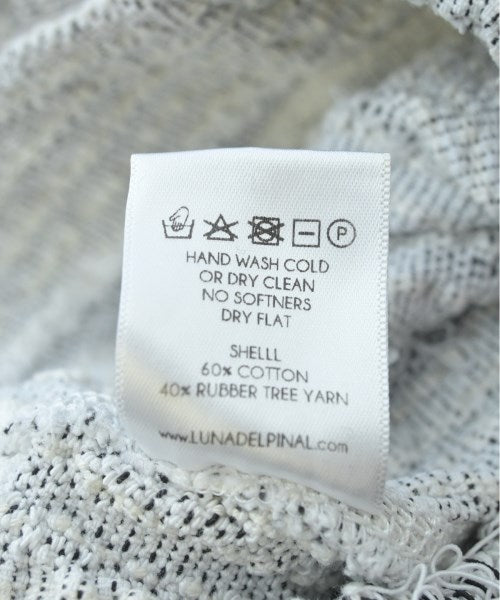 P
HAND WASH COLD
OR DRY CLEAN
NO SOFTNERS
DRY FLAT
SHELLL
60% COTTON
40% RUBBER TREE YARN
www.LUNADELPINAL.com